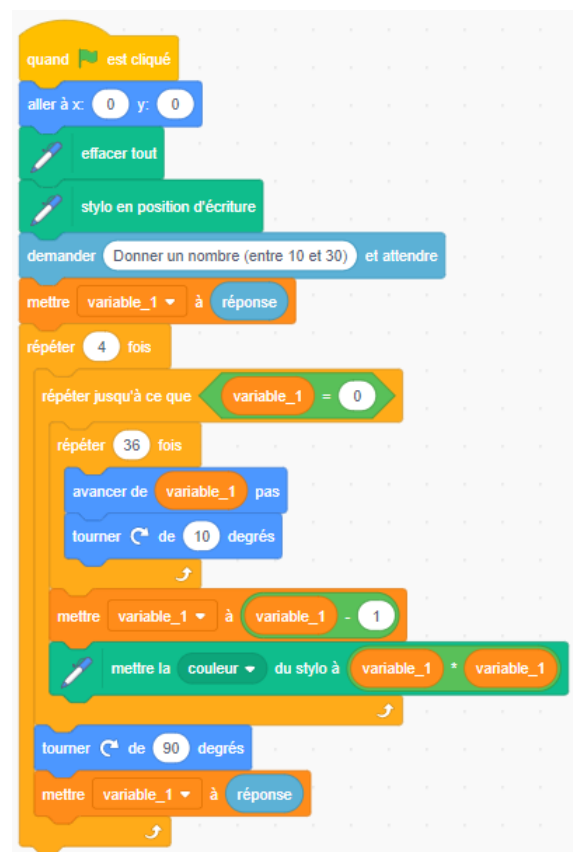 quand est cliqué
aller à x: 0 y: 0
effacer tout
stylo en position d'écriture
demander Donner un nombre (entre 10 et 30) et attendre
mettre variable_1 à réponse
répéter 4 fois
répéter jusqu'à ce que variable_1 = 0
répéter 36 fois
avancer de variable_1 pas
tourner de 10 degrés
mettre variable_1 à variable_1 - 1
mettre la couleur du stylo à variable_1 * variable_1
tourner de 90 degrés
mettre variable_1 à réponse